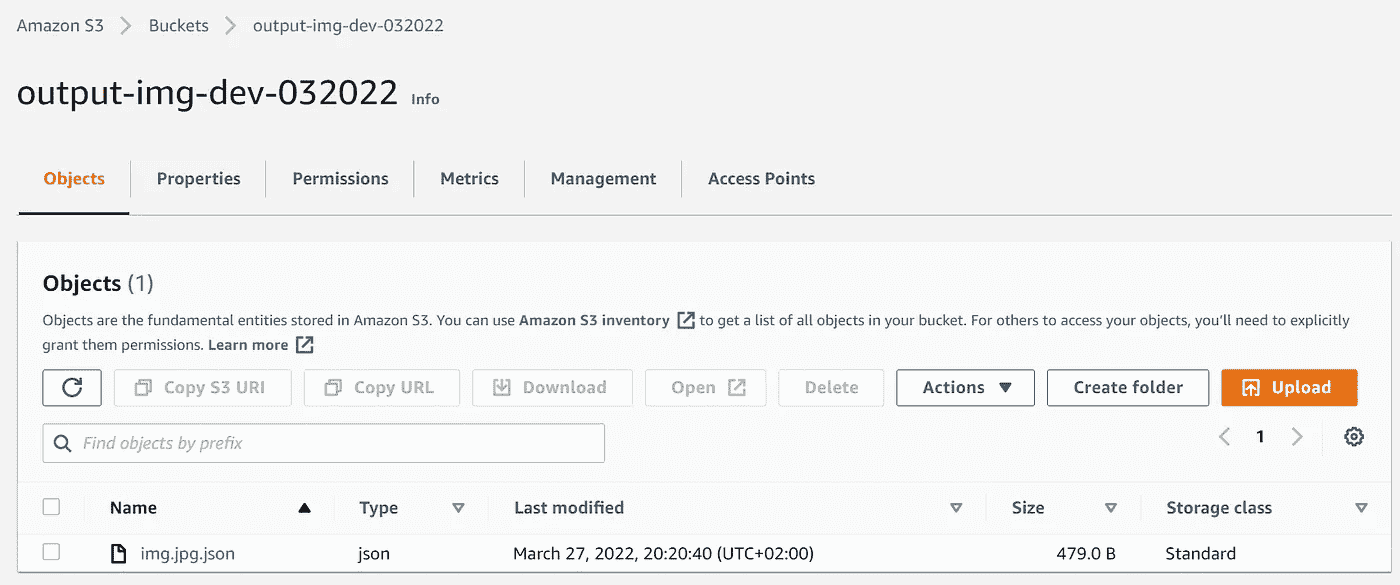 Amazon S3 Buckets output-img-dev-032022
output-img-dev-032022 Info
Objects Properties Permissions Metrics Management Access Points
Objects (1)
Objects are the fundamental entities stored in Amazon S3. You can use Amazon S3 inventory to get a list of all objects in your bucket. For others to access your objects, you'll need to explicitly
grant them permissions. Learn more
Copy S3 URI Copy URL Download Open Delete Actions Create folder Upload
Find objects by prefix 1
Name Type Last modified Size Storage class
img.jpg.json json March 27, 2022, 20:20:40 (UTC+02:00) 479.0 B Standard